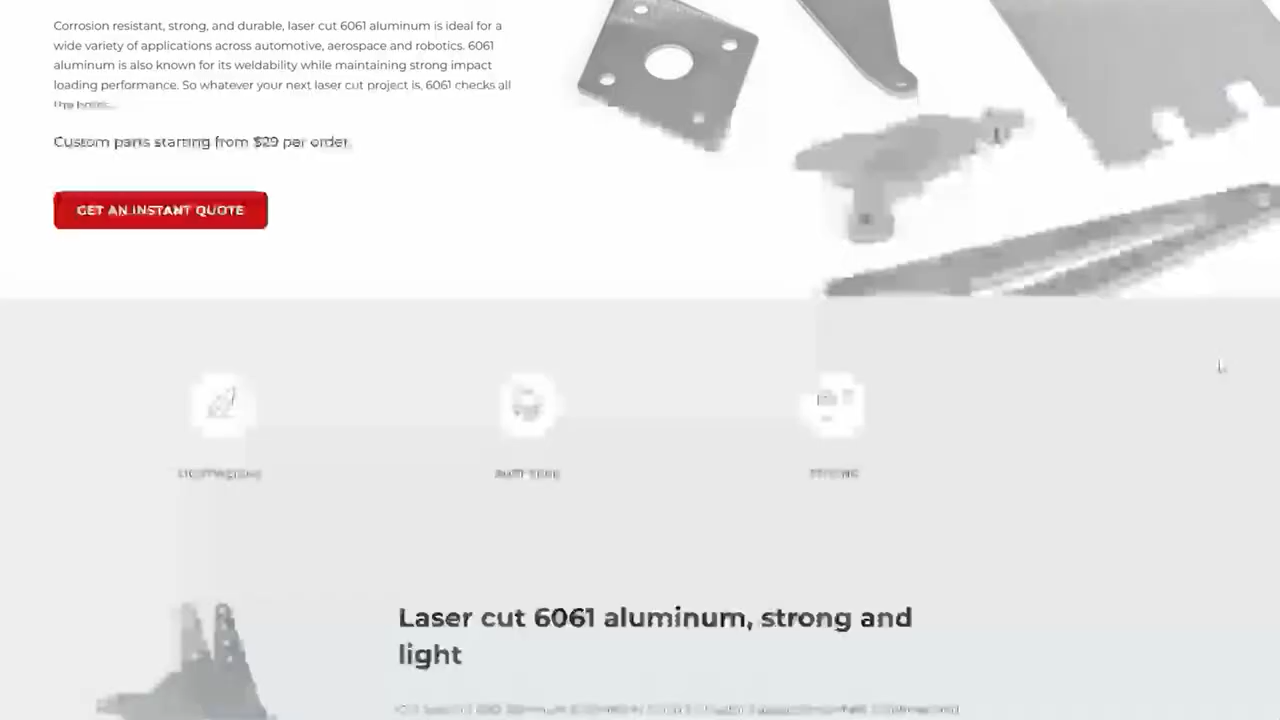 Corrosion resistant, strong, and durable, laser cut 6061 aluminum is ideal for a
wide variety of applications across automotive, aerospace and robotics. 6061
aluminum is also known for its weldability while maintaining strong impact
loading performance. So whatever your next laser cut project is, 6061 checks all
the
Custom parts starting from $29 per order.
GET AN INSTANT QUOTE
LIGHTWEIGHT
STRONG
Laser cut 6061 aluminum, strong and
light